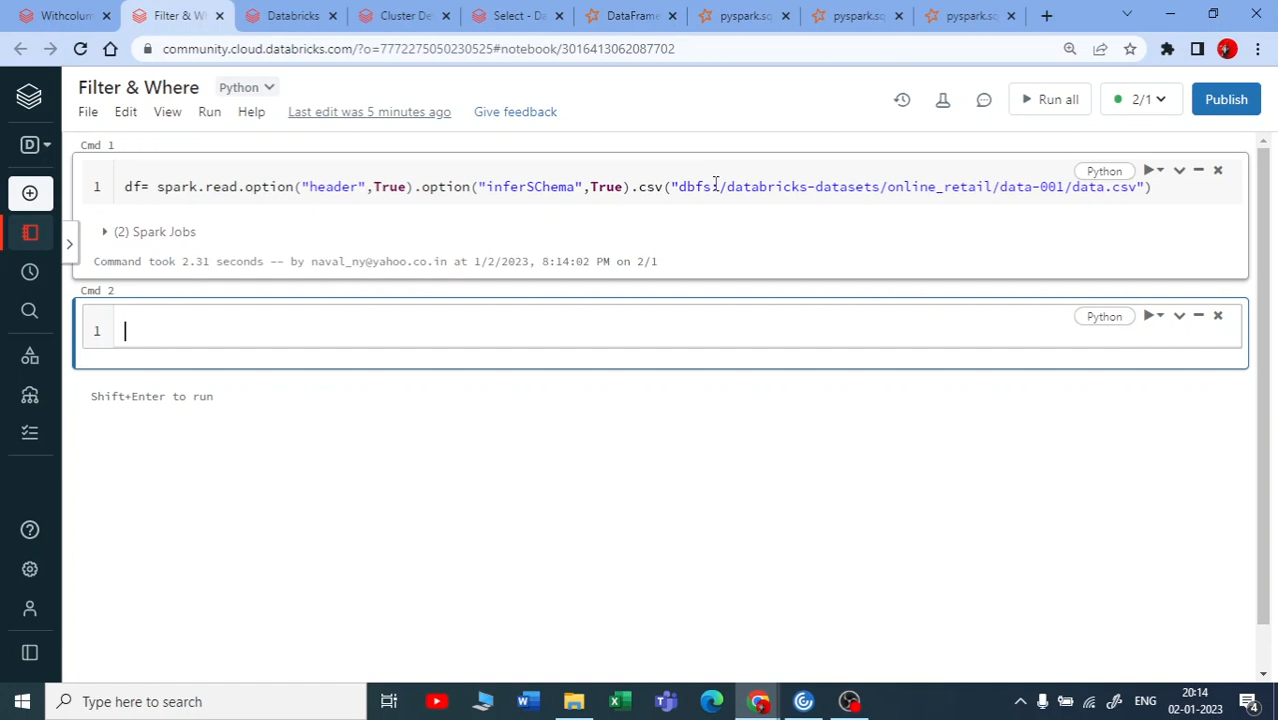 Withcolum
Filter & Wh
Databricks
Cluster De
Select - Da
DataFrame
pyspark.sq
pyspark.sq
pyspark.sq
community.cloud.databricks.com/?o=7772275050230525#notebook/3016413062087702
Filter & Where
Python
File
Edit
View
Run
Help
Last edit was 5 minutes ago
Give feedback
Run all
2/1
Publish
D
Cmd 1
Python
1 df= spark.read.option("header",True).option("inferSChema",True).csv("dbfs:/databricks-datasets/online_retail/data-001/data.csv")
(2) Spark Jobs
Command took 2.31 seconds -- by naval_ny@yahoo.co.in at 1/2/2023, 8:14:02 PM on 2/1
Cmd 2
Python
1
Shift+Enter to run
Type here to search
ENG
20:14
02-01-2023
4